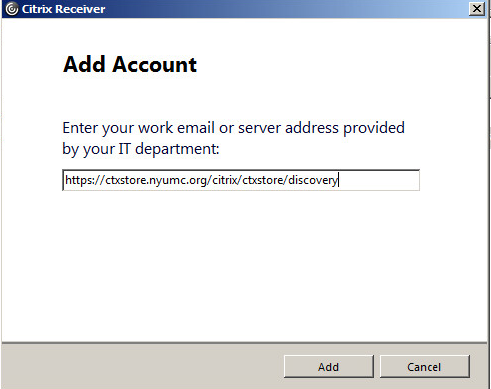 Citrix Receiver
Add Account
Enter your work email or server address provided
by your IT department:
https://ctxstore.nyumc.org/citrix/ctxstore/discovery
Add Cancel